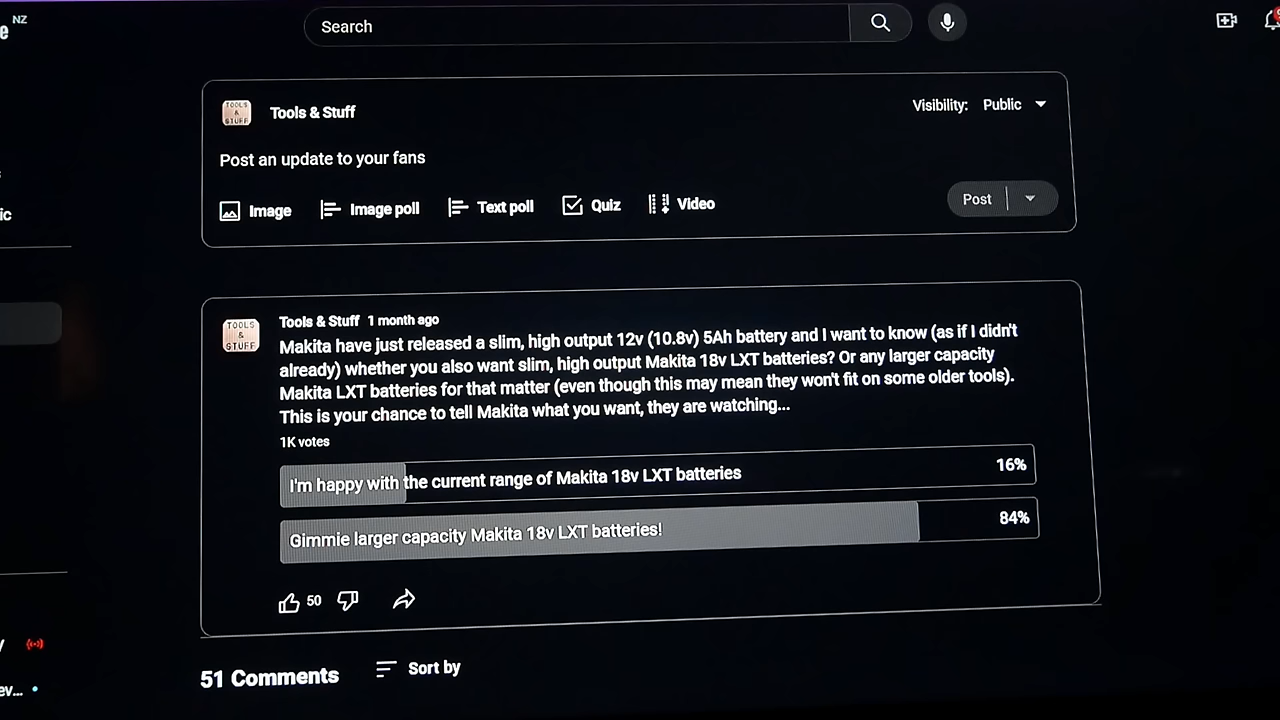 e NZ
Search
Tools & Stuff
Visibility: Public
TOOLS
&
STUFF
Post an update to your fans
Image
Image poll
Text poll
Quiz
Video
Post
ic
Tools & Stuff 1 month ago
TOOLS
&
STUFF
Makita have just released a slim, high output 12v (10.8v) 5Ah battery and I want to know (as if I didn't
already) whether you also want slim, high output Makita 18v LXT batteries? Or any larger capacity
Makita LXT batteries for that matter (even though this may mean they won't fit on some older tools).
This is your chance to tell Makita what you want, they are watching...
1K votes
I'm happy with the current range of Makita 18v LXT batteries 16%
Gimmie larger capacity Makita 18v LXT batteries! 84%
50
51 Comments
Sort by
ev...